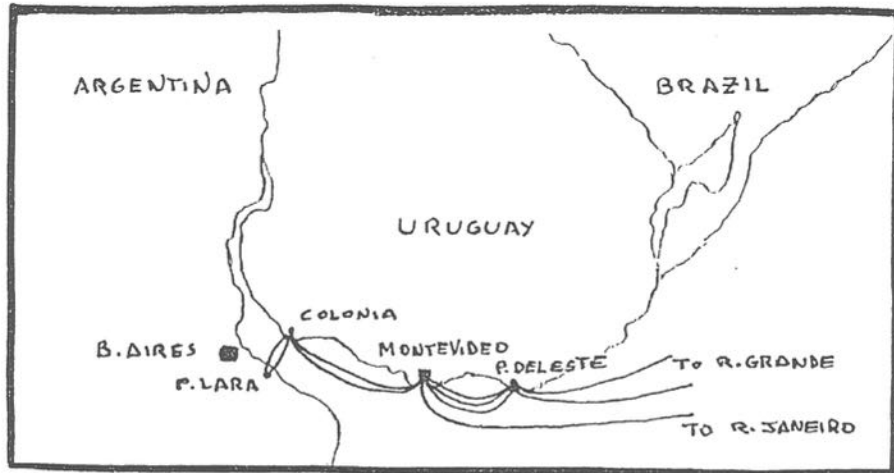 ARGENTINA
BRAZIL
URUGUAY
COLONIA
B. AIRES
MONTEVIDEO
P. DELESTE
TO R. GRANDE
P. LARA
TO R. JANEIRO